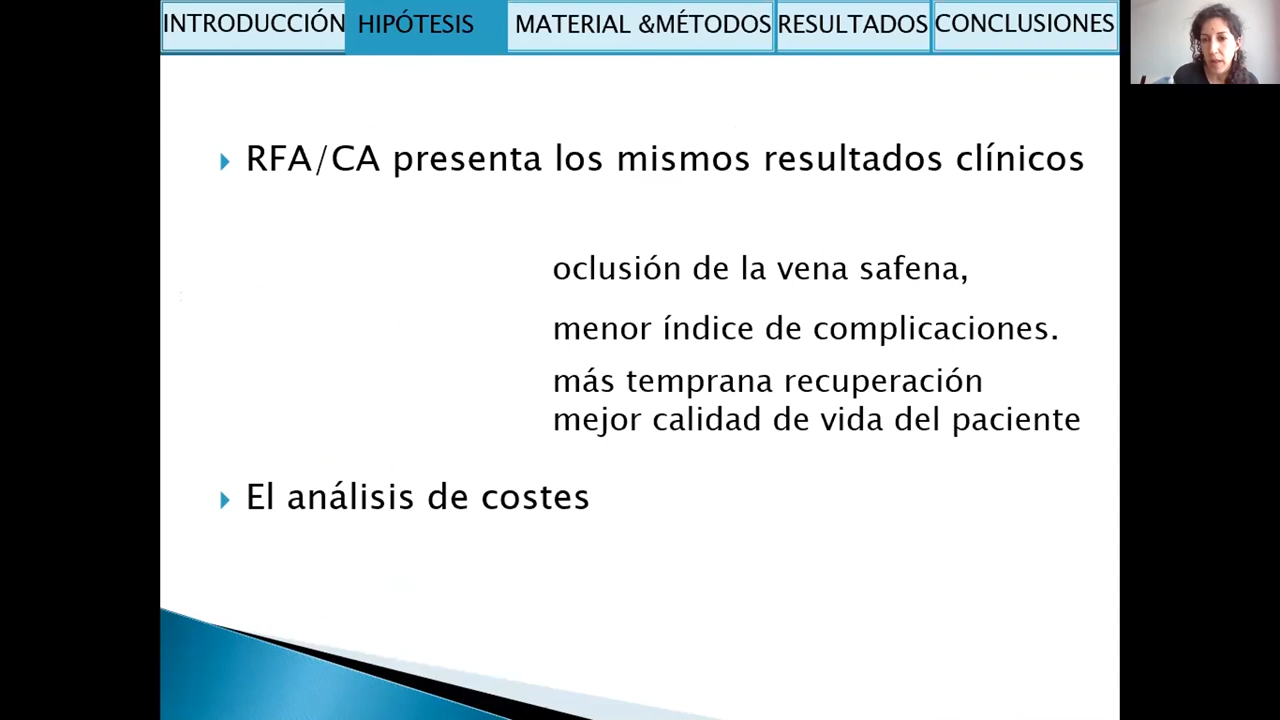 INTRODUCCIÓN HIPÓTESIS MATERIAL &MÉTODOS RESULTADOS CONCLUSIONES
RFA/CA presenta los mismos resultados clínicos
oclusión de la vena safena,
menor índice de complicaciones.
más temprana recuperación
mejor calidad de vida del paciente
El análisis de costes